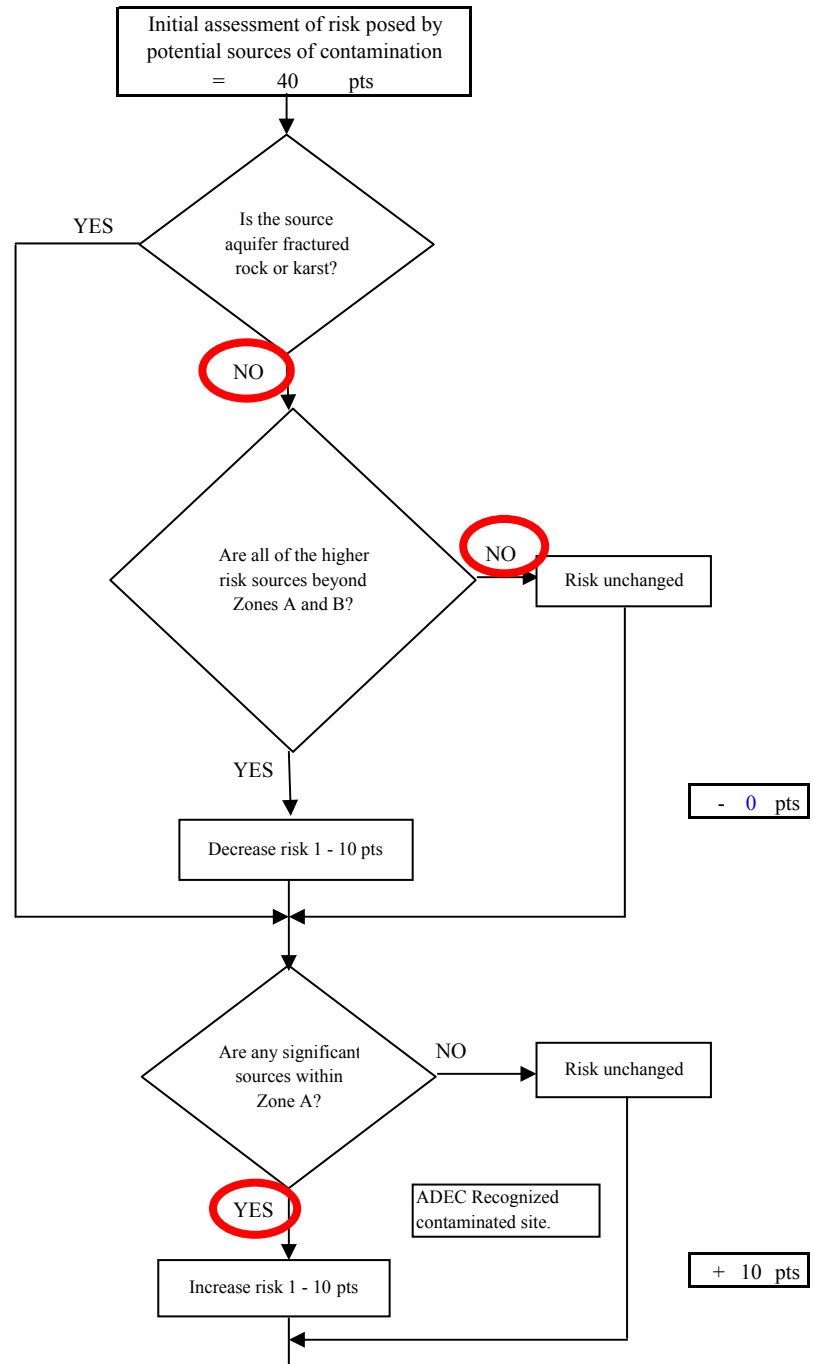 Initial assessment of risk posed by
potential sources of contamination
= 40 pts
YES
Is the source
aquifer fractured
rock or karst?
NO
Are all of the higher
risk sources beyond
Zones A and B?
NO
Risk unchanged
YES
- 0 pts
Decrease risk 1 - 10 pts
Are any significant
sources within
Zone A?
NO
Risk unchanged
YES
ADEC Recognized
contaminated site.
+ 10 pts
Increase risk 1 - 10 pts